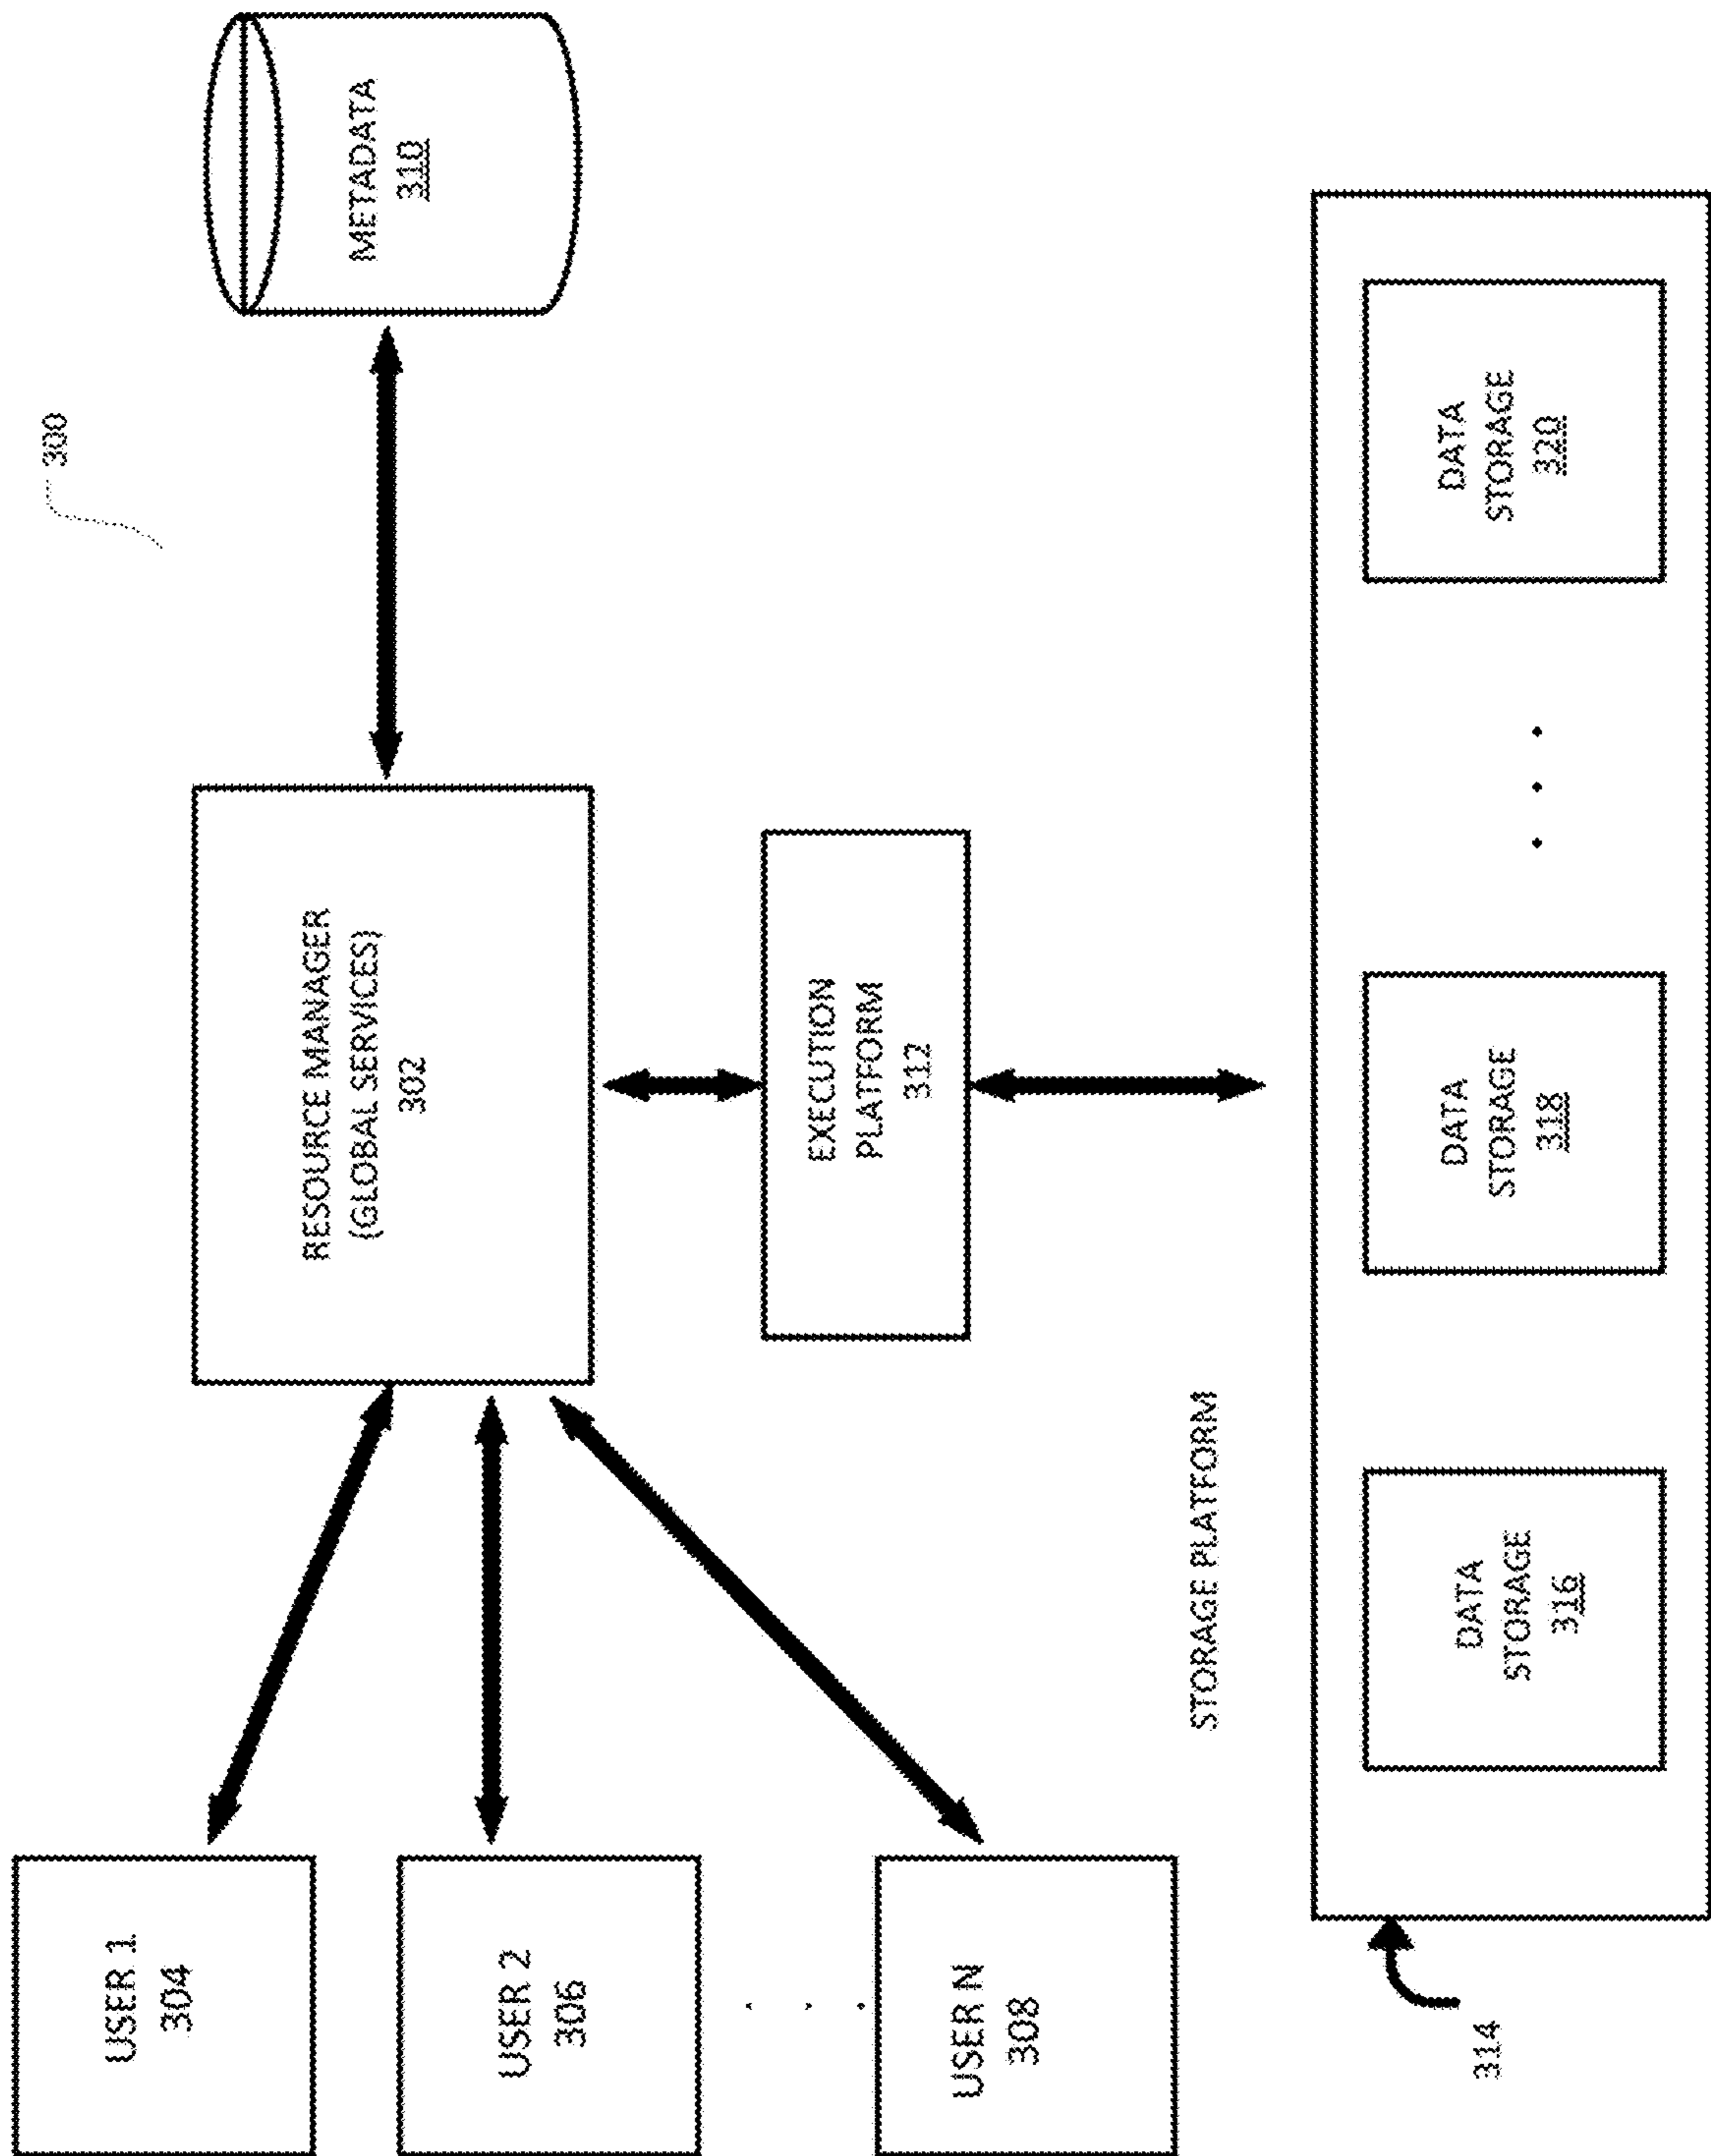 300
USER 1
304
USER 2
306
USER N
308
RESOURCE MANAGER
(GLOBAL SERVICES)
302
METADATA
310
EXECUTION
PLATFORM
312
STORAGE PLATFORM
314
DATA
STORAGE
316
DATA
STORAGE
318
DATA
STORAGE
320